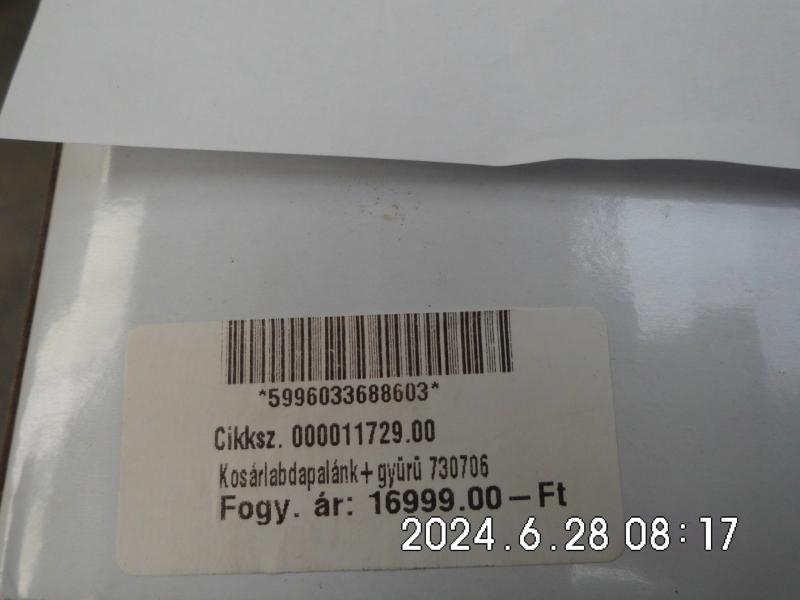 *5996033688603*
Cikksz. 000011729.00
Kosárlabdapalánk+gyürü 730706
Fogy. ár: 16999.00-Ft
2024.6.28 08:17